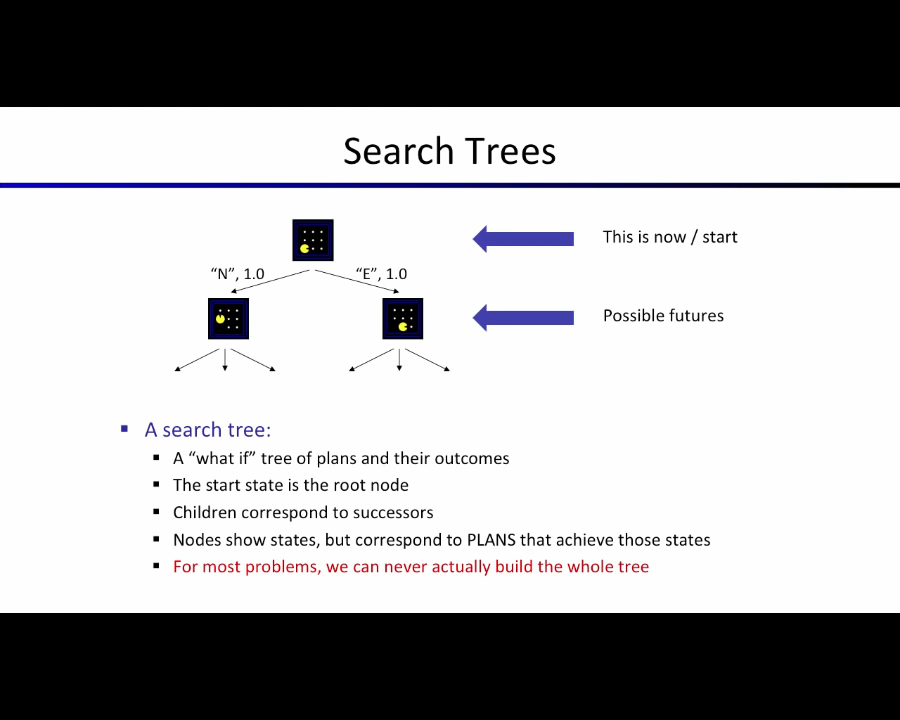 Search Trees
This is now / start
“N”, 1.0
“E”, 1.0
Possible futures
▪ A search tree:
▪ A “what if” tree of plans and their outcomes
▪ The start state is the root node
▪ Children correspond to successors
▪ Nodes show states, but correspond to PLANS that achieve those states
▪ For most problems, we can never actually build the whole tree